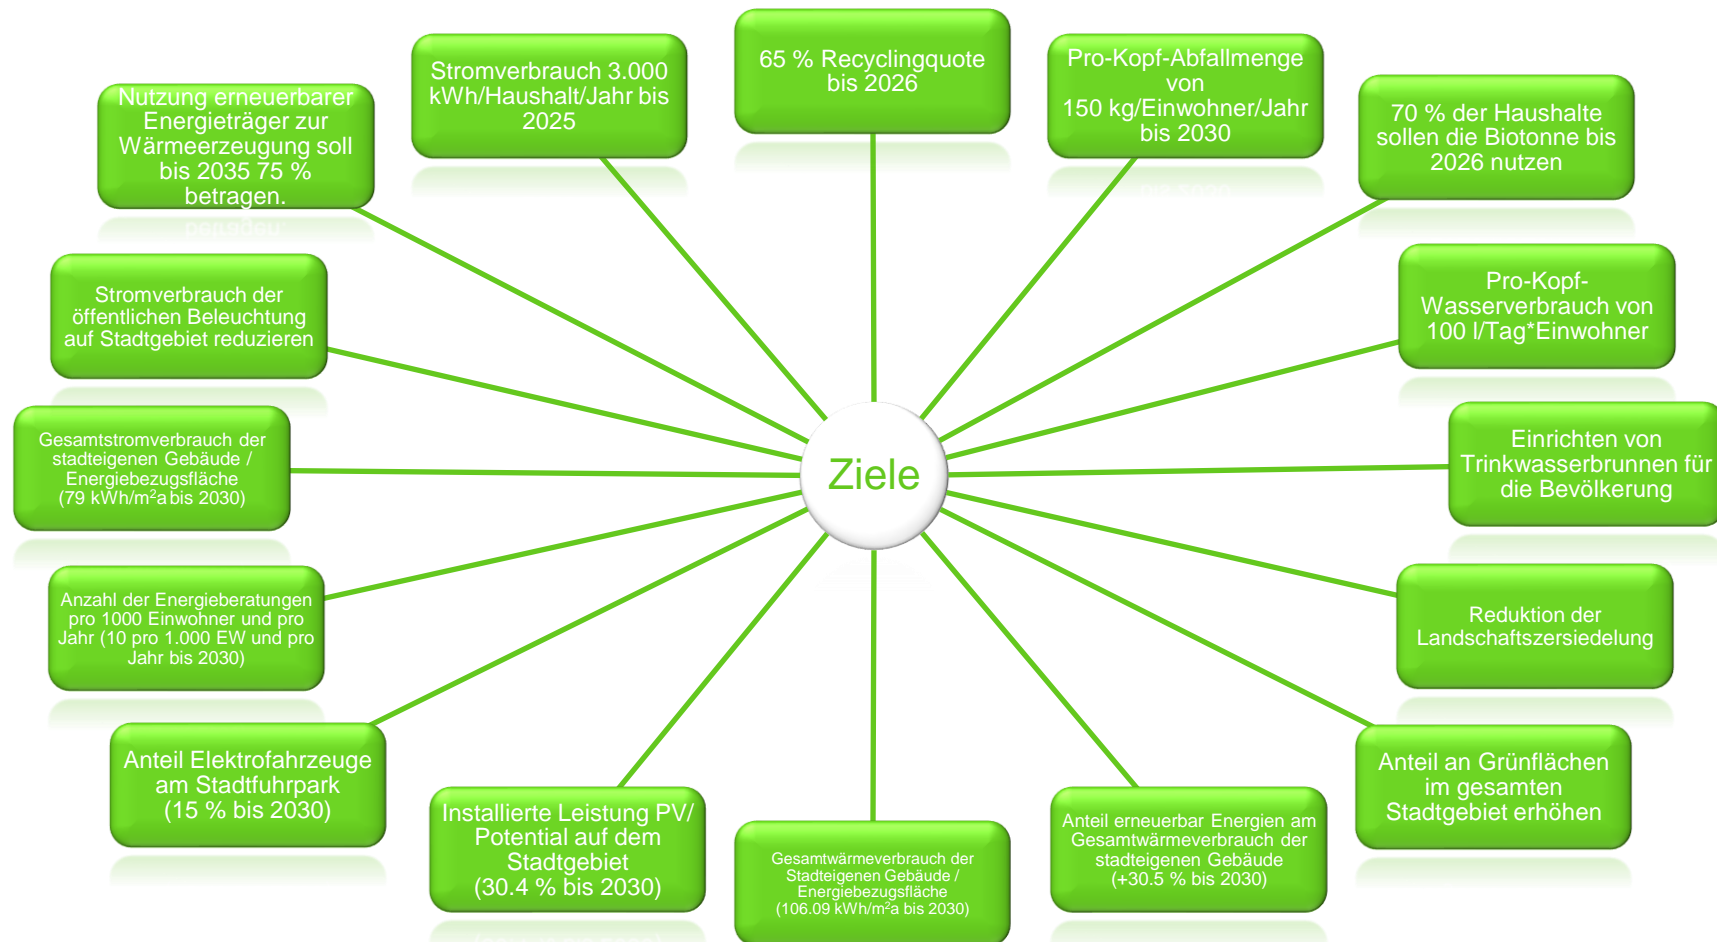 65 % Recyclingquote
bis 2026
Pro-Kopf-Abfallmenge
von
150 kg/Einwohner/Jahr
bis 2030
70 % der Haushalte
sollen die Biotonne bis
2026 nutzen
Pro-Kopf-
Wasserverbrauch von
100 l/Tag*Einwohner
Einrichten von
Trinkwasserbrunnen für
die Bevölkerung
Reduktion der
Landschaftszersiedelung
Anteil an Grünflächen
im gesamten
Stadtgebiet erhöhen
Anteil erneuerbar Energien am
Gesamtwärmeverbrauch der
stadteigenen Gebäude
(+30.5 % bis 2030)
Gesamtwärmeverbrauch der
Stadteigenen Gebäude /
Energiebezugsfläche
(106.09 kWh/m²a bis 2030)
Installierte Leistung PV/
Potential auf dem
Stadtgebiet
(30.4 % bis 2030)
Anteil Elektrofahrzeuge
am Stadtfuhrpark
(15 % bis 2030)
Anzahl der Energieberatungen
pro 1000 Einwohner und pro
Jahr (10 pro 1.000 EW und pro
Jahr bis 2030)
Gesamtstromverbrauch der
stadteigenen Gebäude /
Energiebezugsfläche
(79 kWh/m²a bis 2030)
Stromverbrauch der
öffentlichen Beleuchtung
auf Stadtgebiet reduzieren
Nutzung erneuerbarer
Energieträger zur
Wärmeerzeugung soll
bis 2035 75 %
betragen.
Stromverbrauch 3.000
kWh/Haushalt/Jahr bis
2025
Ziele